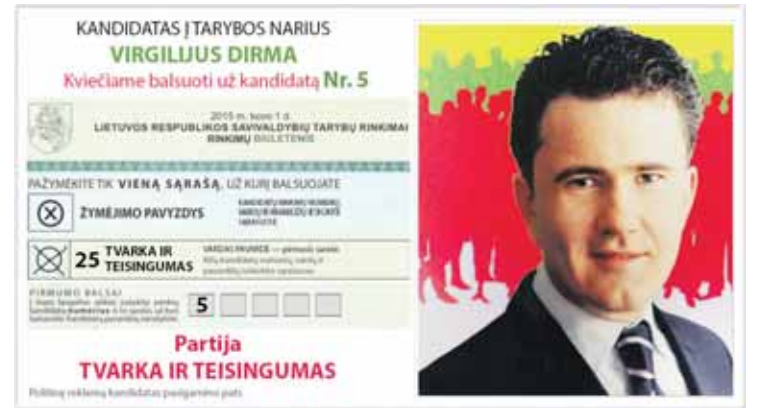 KANDIDATAS Į TARYBOS NARIUS
VIRGILIJUS DIRMA
Kviečiame balsuoti už kandidatą Nr. 5
2015 m. kovo 1 d.
LIETUVOS RESPUBLIKOS SAVIVALDYBIŲ TARYBŲ RINKIMAI
RINKIMŲ BIULETENIS
PAŽYMĖKITE TIK VIENĄ SĄRAŠĄ, UŽ KURĮ BALSUOJATE
ŽYMĖJIMO PAVYZDYS
25 TVARKA IR
TEISINGUMAS
PIRMUMO BALSAI
5
Partija
TVARKA IR TEISINGUMAS
Politinę reklamą kandidatas pasigamino pats